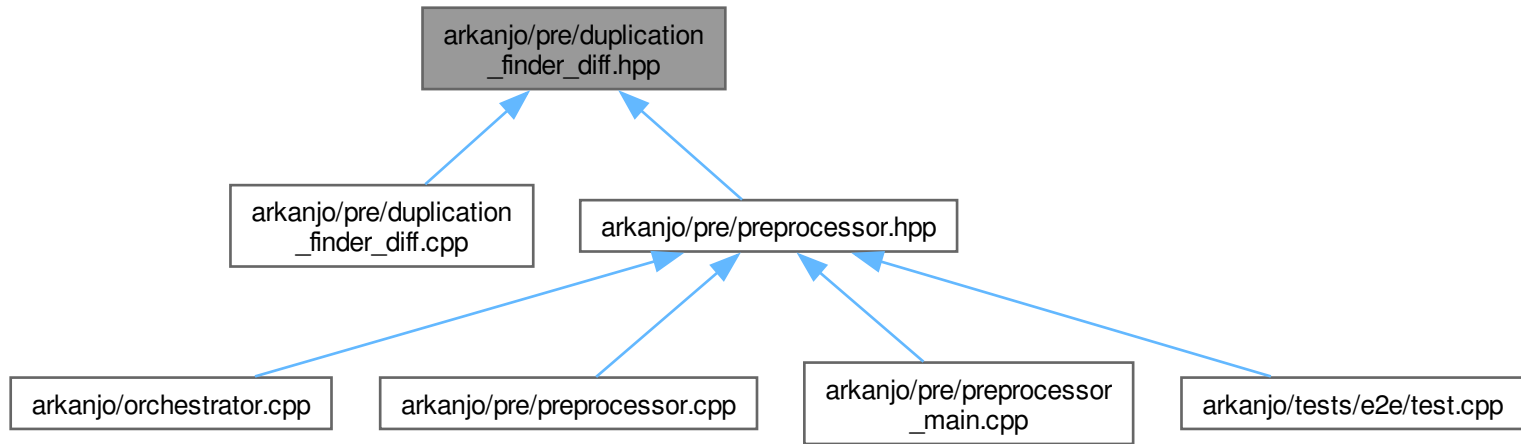 arkanjo/pre/duplication
_finder_diff.hpp
arkanjo/pre/duplication
_finder_diff.cpp
arkanjo/pre/preprocessor.hpp
arkanjo/orchestrator.cpp
arkanjo/pre/preprocessor.cpp
arkanjo/pre/preprocessor
_main.cpp
arkanjo/tests/e2e/test.cpp